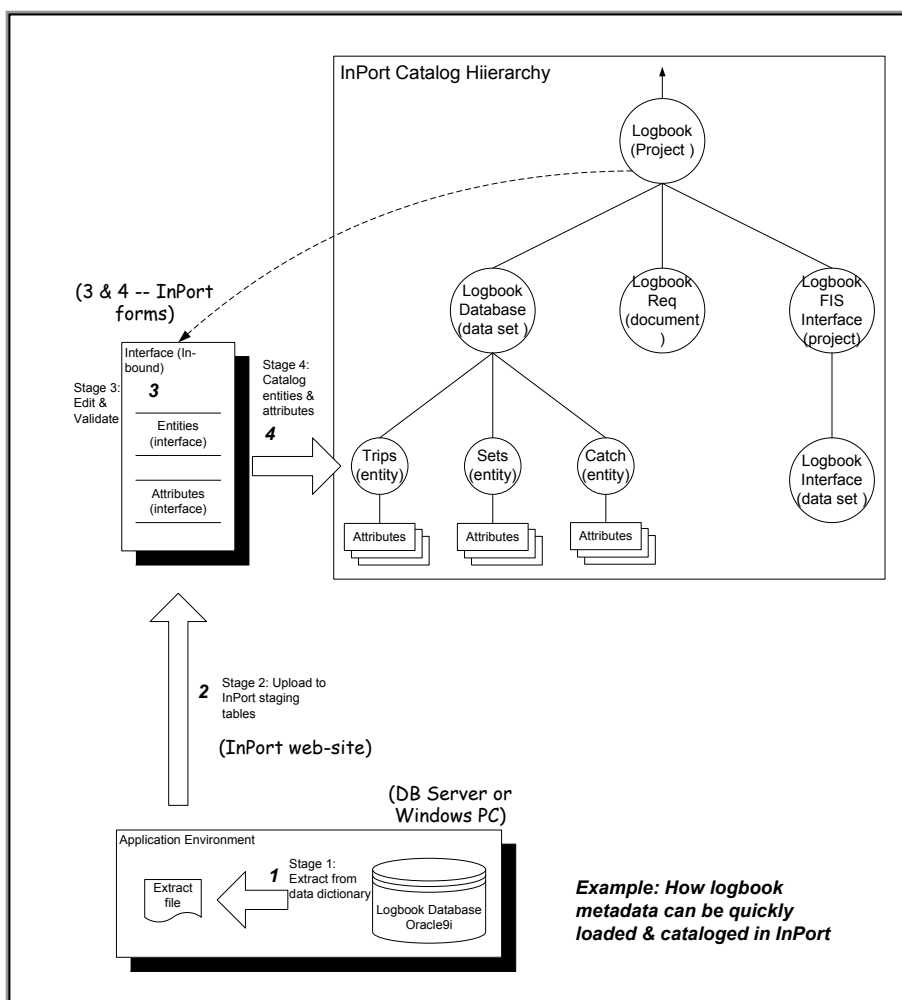 InPort Catalog Hiierarchy
Logbook
(Project )
(3 & 4 -- InPort
forms)
Logbook
Database
(data set )
Logbook
Req
(document
)
Logbook
FIS
Interface
(project)
Interface (In-
bound)
3
Stage 3:
Edit &
Validate
Entities
(interface)
Attributes
(interface)
Stage 4:
Catalog
entities &
attributes
4
Trips
(entity)
Sets
(entity)
Catch
(entity)
Logbook
Interface
(data set )
Attributes
Attributes
Attributes
2
Stage 2: Upload to
InPort staging
tables
(InPort web-site)
(DB Server or
Windows PC)
Application Environment
Extract
file
1
Stage 1:
Extract from
data dictionary
Logbook Database
Oracle9i
Example: How logbook
metadata can be quickly
loaded & cataloged in InPort